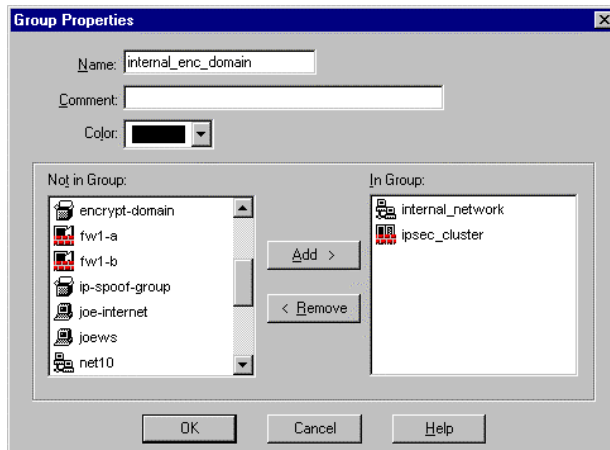 Group Properties
Name: internal_enc_domain
Comment:
Color:
Not in Group:
encrypt-domain
fw1-a
fw1-b
ip-spoof-group
joe-internet
joews
net10
Add >
< Remove
In Group:
internal_network
ipsec_cluster
OK Cancel Help